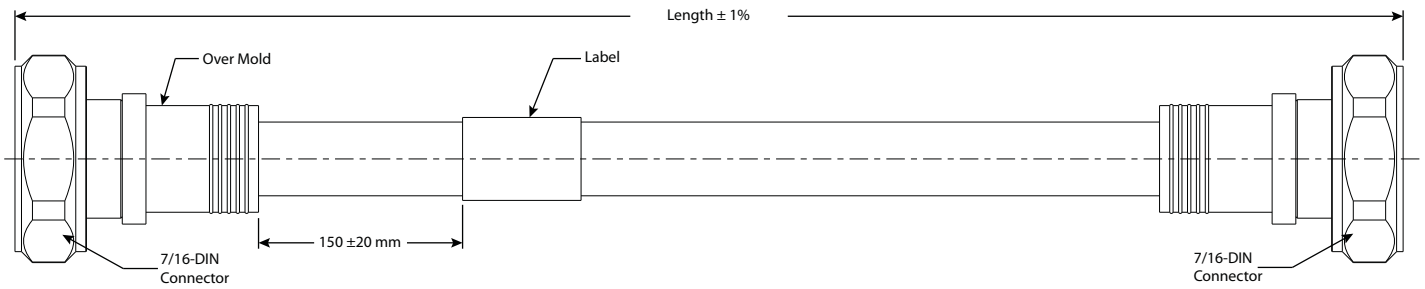 Length ± 1%
Over Mold
Label
150 ±20 mm
7/16-DIN
Connector
7/16-DIN
Connector